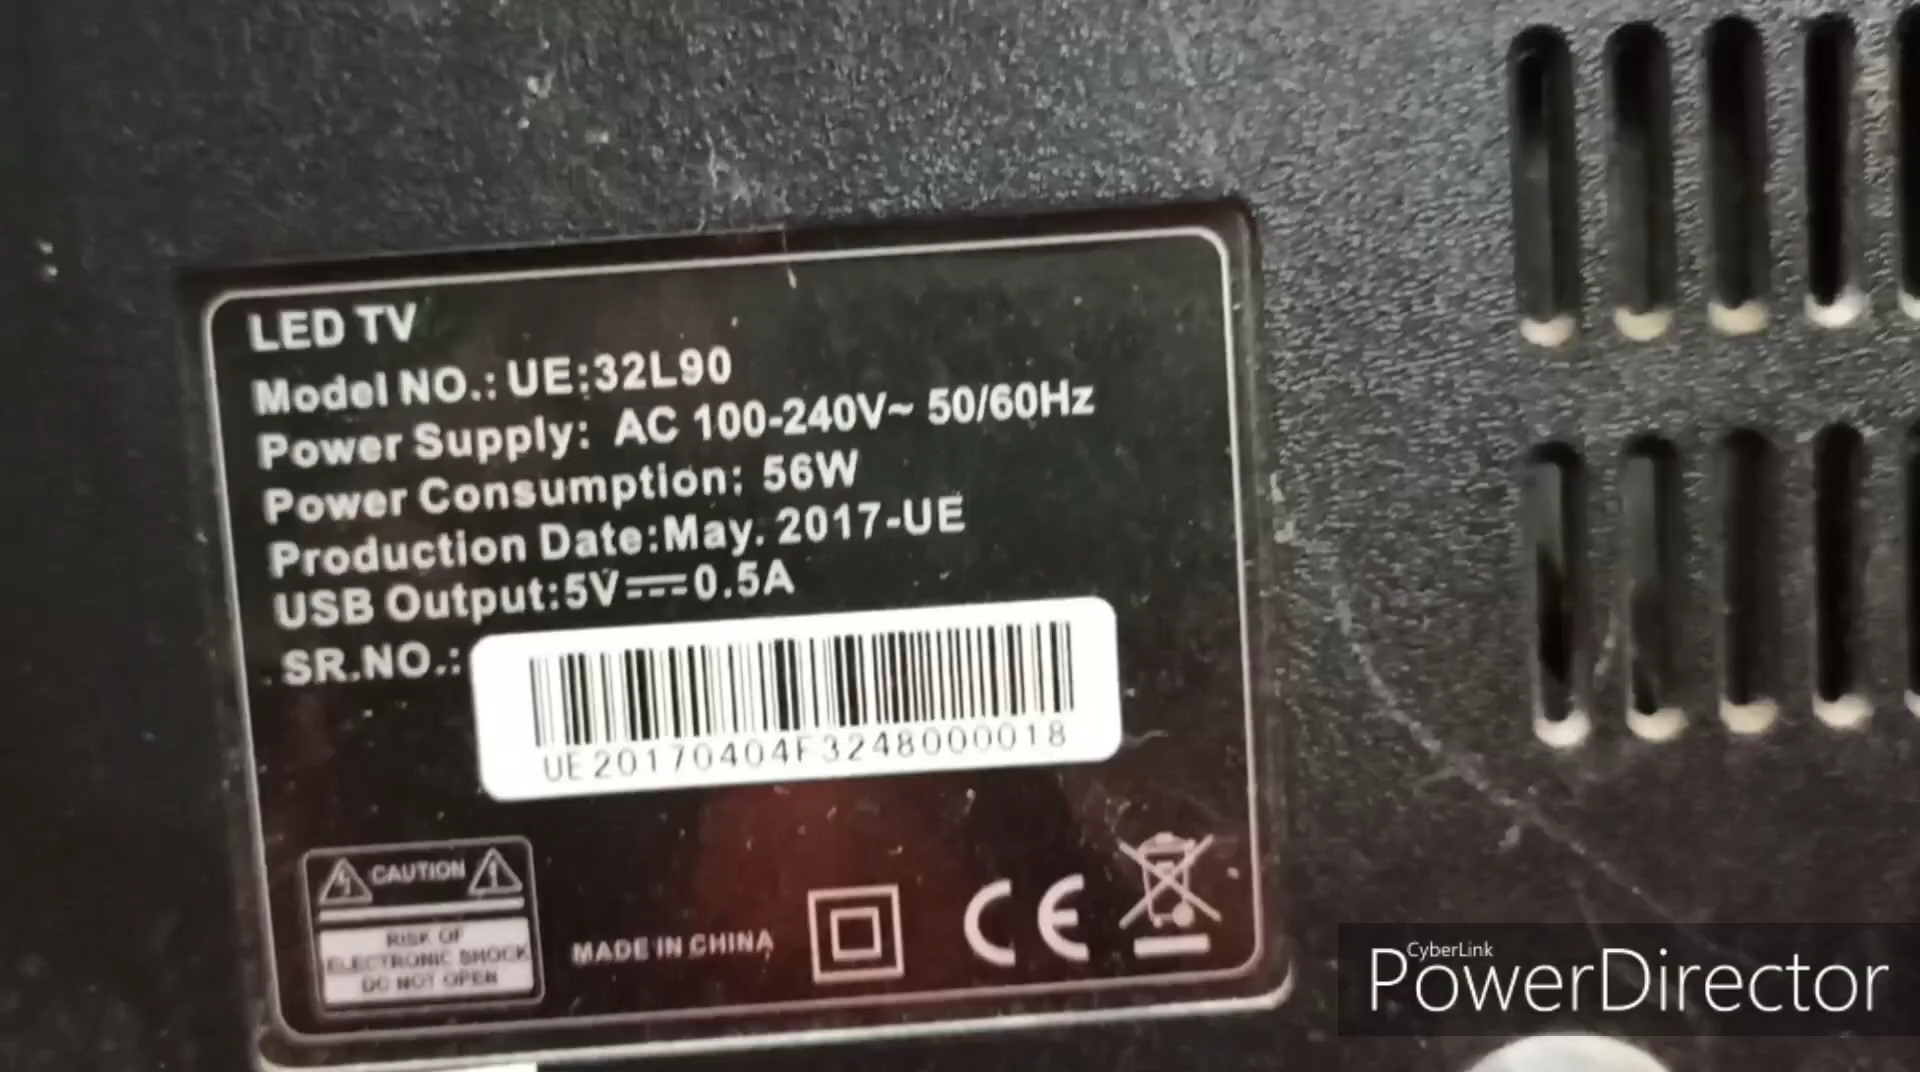 LED TV
Model NO.: UE:32L90
Power Supply: AC 100-240V~ 50/60Hz
Power Consumption: 56W
Production Date:May. 2017-UE
USB Output:5V⎓0.5A
SR.NO.:
UE20170404F3248000018
CAUTION
RISK OF
ELECTRONIC SHOCK
DO NOT OPEN
MADE IN CHINA
CE
CyberLink
PowerDirector